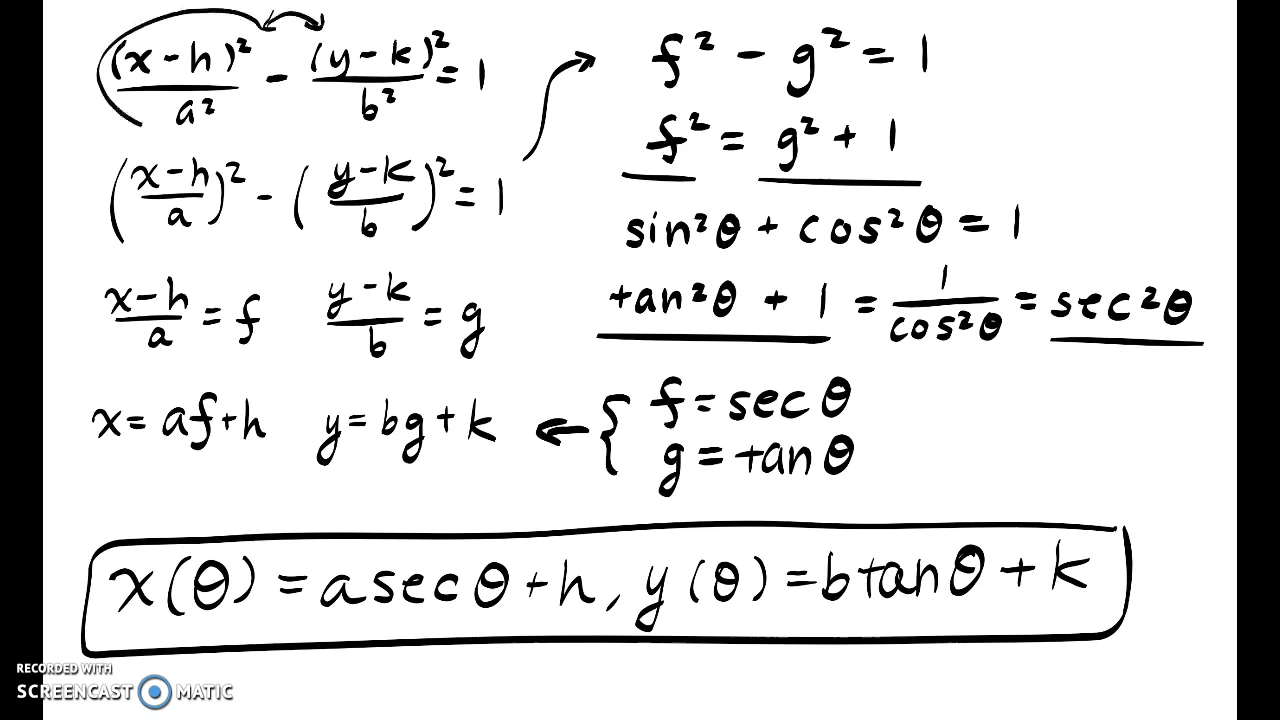 (x-h)²/a² - (y-k)²/b² = 1
((x-h)/a)² - ((y-k)/b)² = 1
(x-h)/a = f (y-k)/b = g
x = af+h y = bg+k
f² - g² = 1
f² = g² + 1
sin²θ + cos²θ = 1
tan²θ + 1 = 1/cos²θ = sec²θ
f = sec θ
g = tan θ
x(θ) = a sec θ + h, y(θ) = b tan θ + k
RECORDED WITH
SCREENCAST MATIC